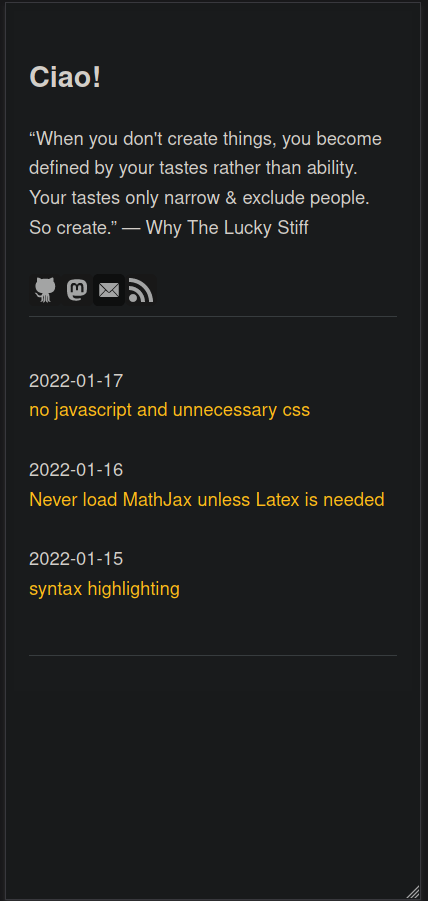 Ciao!
“When you don't create things, you become
defined by your tastes rather than ability.
Your tastes only narrow & exclude people.
So create.” — Why The Lucky Stiff
2022-01-17
no javascript and unnecessary css
2022-01-16
Never load MathJax unless Latex is needed
2022-01-15
syntax highlighting